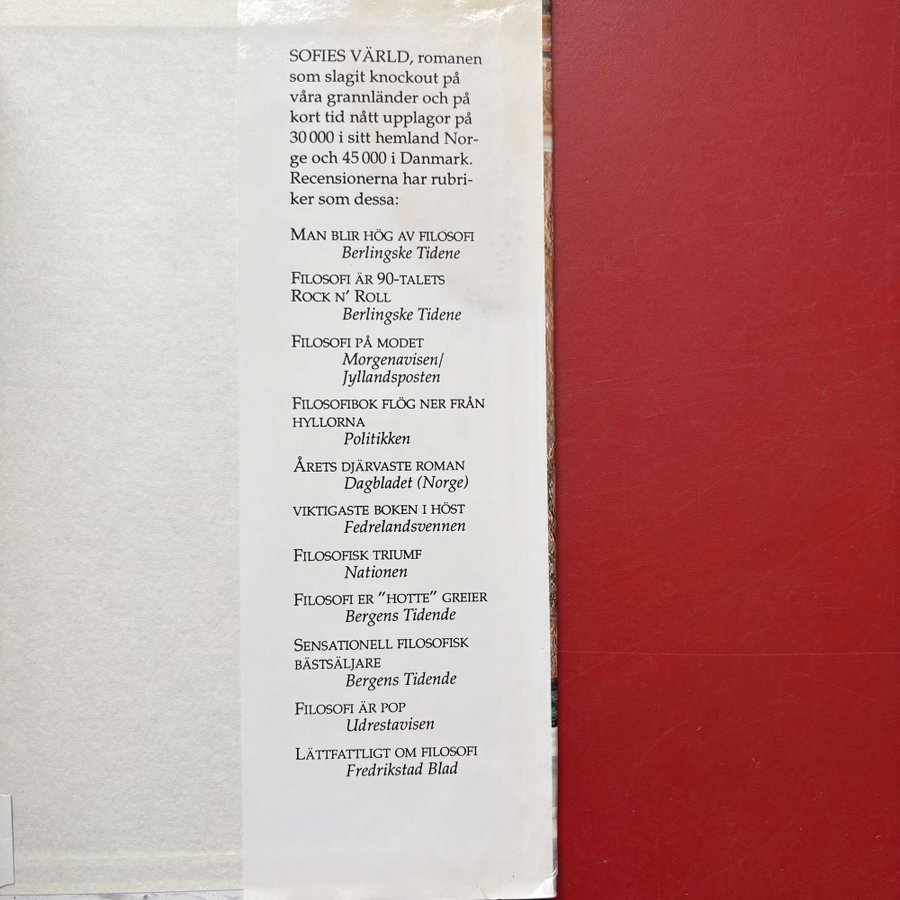 SOFIES VÄRLD, romanen
som slagit knockout på
våra grannländer och på
kort tid nått upplagor på
30 000 i sitt hemland Nor-
ge och 45 000 i Danmark.
Recensionerna har rubri-
ker som dessa:
MAN BLIR HÖG AV FILOSOFI
Berlingske Tidene
FILOSOFI ÄR 90-TALETS
ROCK N' ROLL
Berlingske Tidene
FILOSOFI PÅ MODET
Morgenavisen/
Jyllandsposten
FILOSOFIBOK FLÖG NER FRÅN
HYLLORNA
Politikken
ÅRETS DJÄRVASTE ROMAN
Dagbladet (Norge)
VIKTIGASTE BOKEN I HÖST
Fedrelandsvennen
FILOSOFISK TRIUMF
Nationen
FILOSOFI ER ”HOTTE” GREIER
Bergens Tidende
SENSATIONELL FILOSOFISK
BÄSTSÄLJARE
Bergens Tidende
FILOSOFI ÄR POP
Udrestavisen
LÄTTFATTLIGT OM FILOSOFI
Fredrikstad Blad